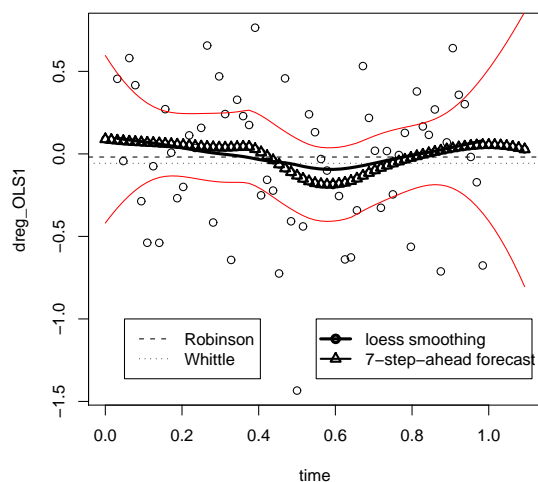 0.5
0.0
−0.5
−1.0
−1.5
dreg_OLS1
Robinson
Whittle
loess smoothing
7−step−ahead forecast
0.0 0.2 0.4 0.6 0.8 1.0
time